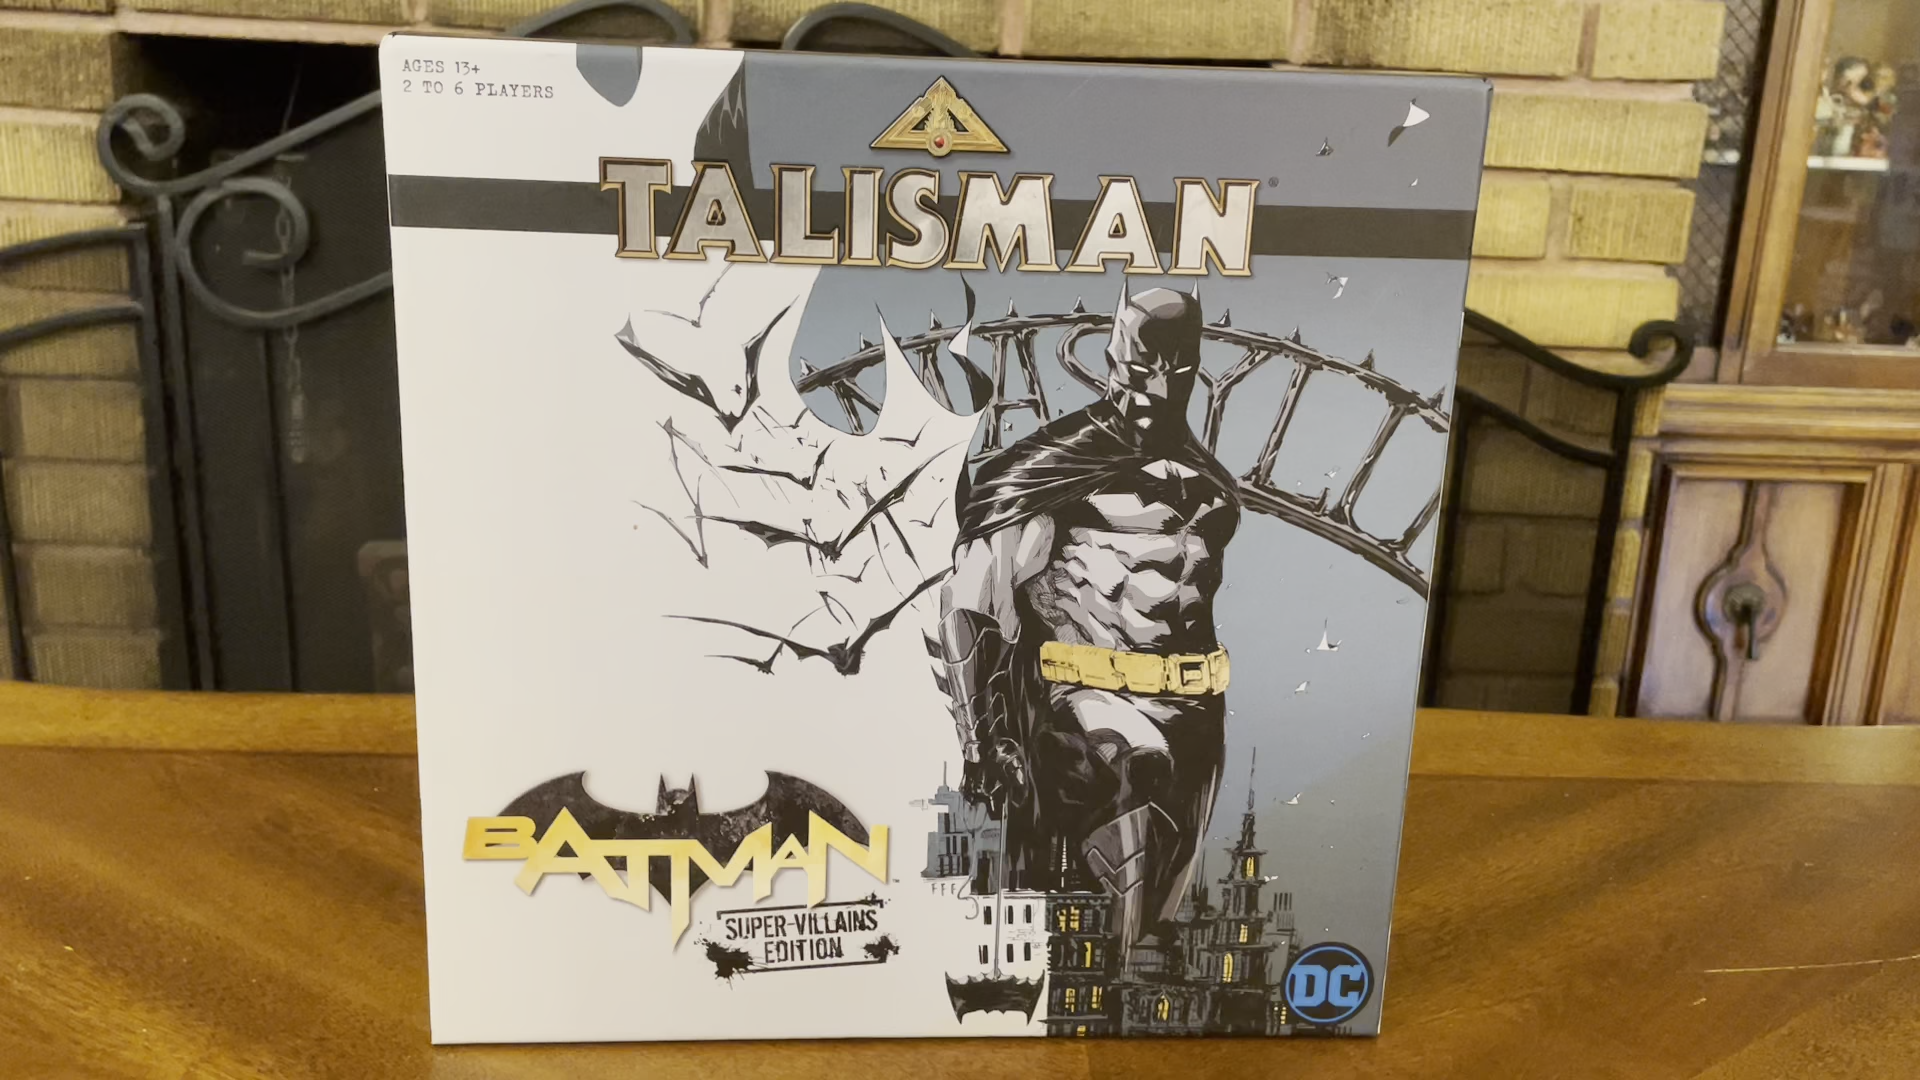 AGES 13+
2 TO 6 PLAYERS
TALISMAN
BATMAN
SUPER-VILLAINS
EDITION
DC